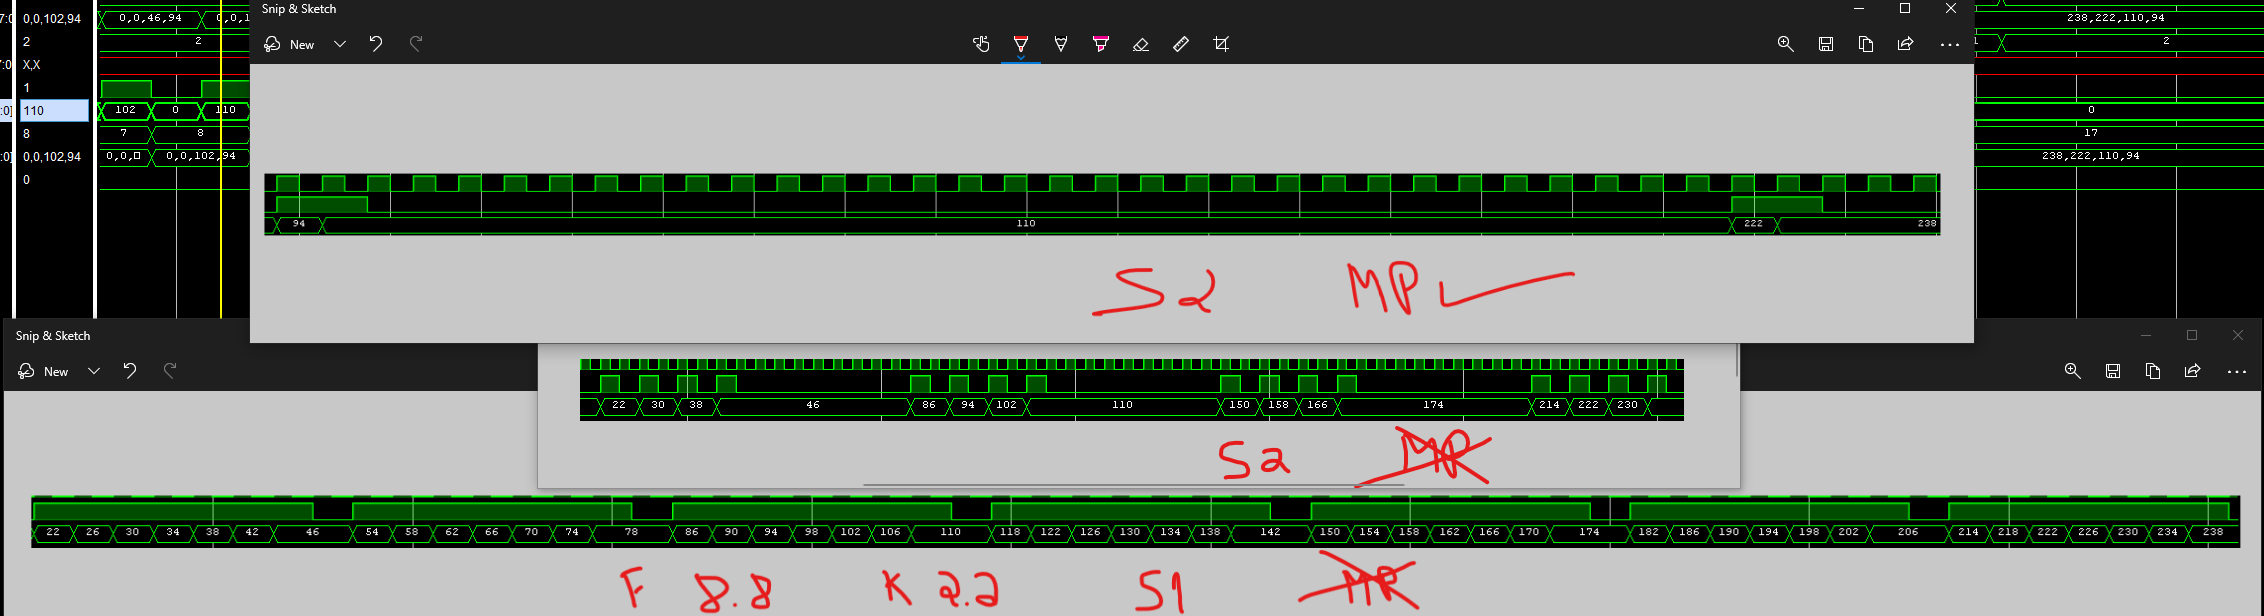 Snip & Sketch
7:0 0,0,102,94 0,0,46,94 0,0,1 238,222,110,94
2 2 New 1 2
7:0 X,X
1
:0] 110 102 0 110 0
8 7 8 17
:0] 0,0,102,94 0,0, 0,0,102,94 238,222,110,94
0
94 110 222 238
S2 MP
Snip & Sketch
New
22 30 38 46 86 94 102 110 150 158 166 174 214 222 230
S2 MP
22 26 30 34 38 42 46 54 58 62 66 70 74 78 86 90 94 98 102 106 110 118 122 126 130 134 138 142 150 154 158 162 166 170 174 182 186 190 194 198 202 206 214 218 222 226 230 234 238
F 8.8 K 2.2 S1 MP